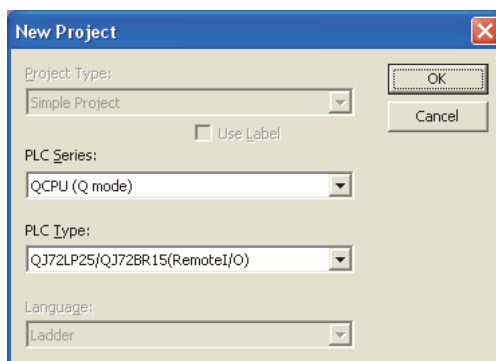 New Project
Project Type:
Simple Project
Use Label
PLC Series:
QCPU (Q mode)
PLC Type:
QJ72LP25/QJ72BR15(RemoteI/O)
Language:
Ladder
OK
Cancel